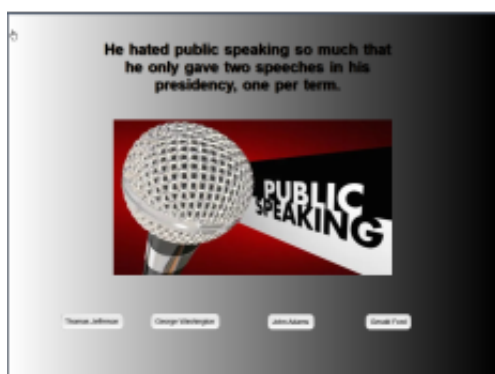 He hated public speaking so much that
he only gave two speeches in his
presidency, one per term.
PUBLIC
SPEAKING
Thomas Jefferson
George Washington
John Adams
Gerald Ford